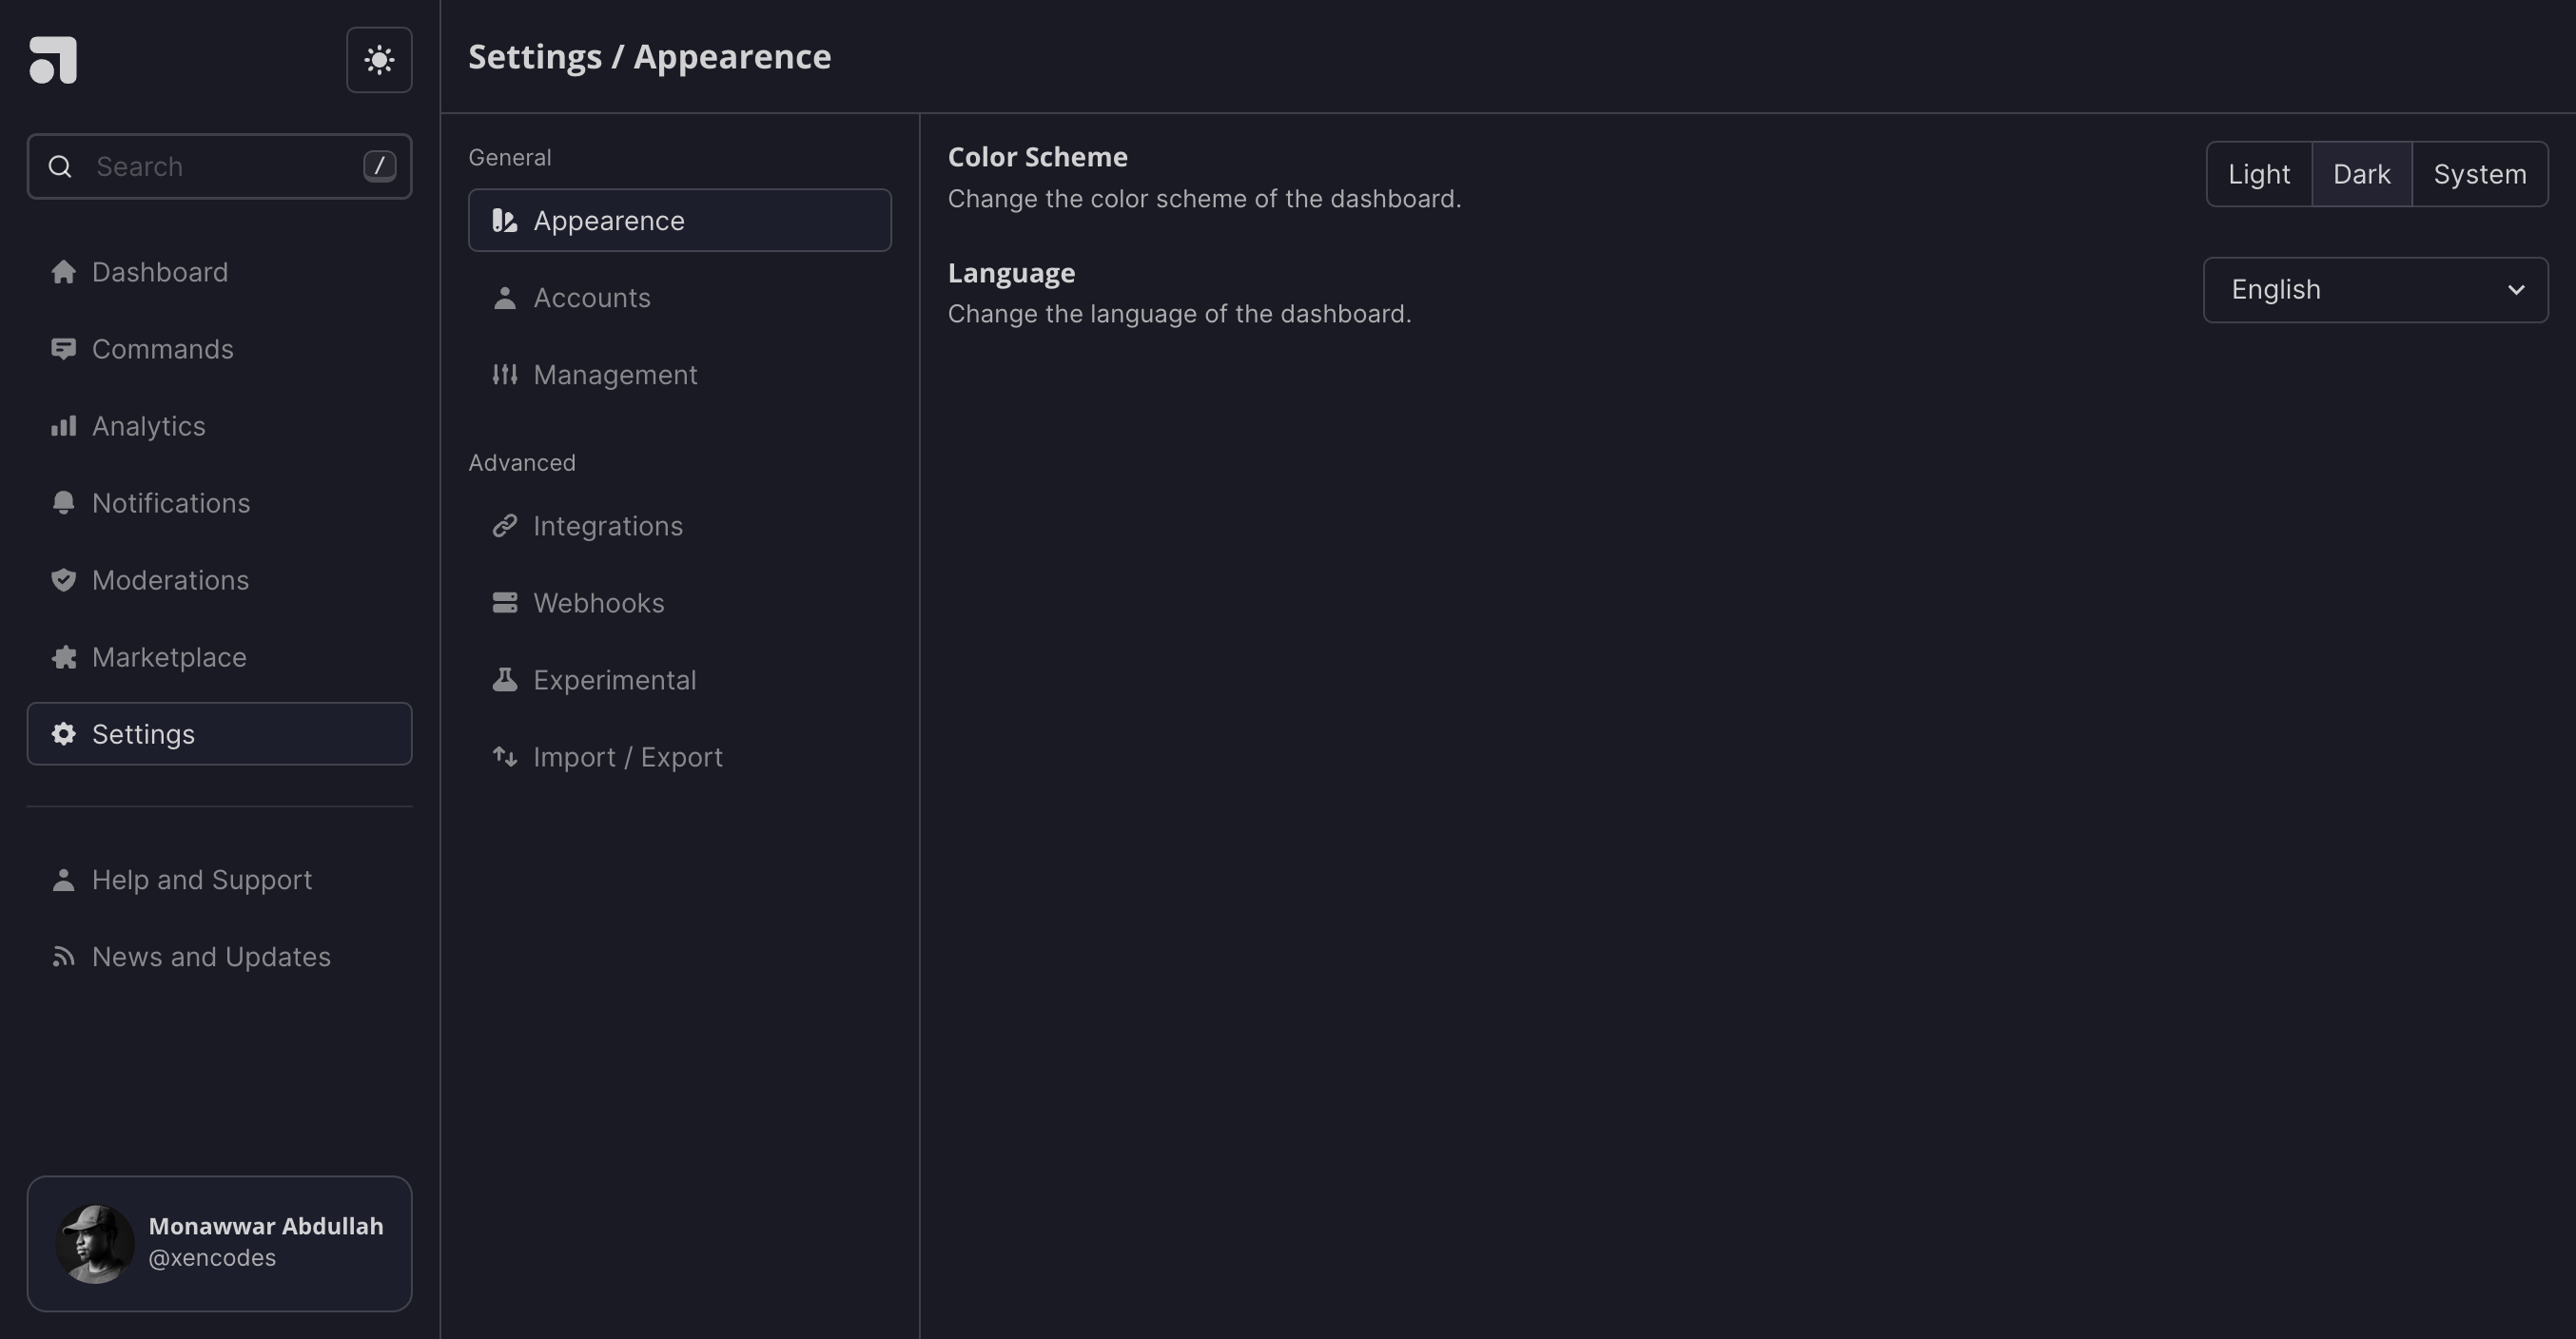 Search
/
Dashboard
Commands
Analytics
Notifications
Moderations
Marketplace
Settings
Help and Support
News and Updates
Monawwar Abdullah
@xencodes
Settings / Appearence
General
Appearence
Accounts
Management
Advanced
Integrations
Webhooks
Experimental
Import / Export
Color Scheme
Change the color scheme of the dashboard.
Light
Dark
System
Language
Change the language of the dashboard.
English